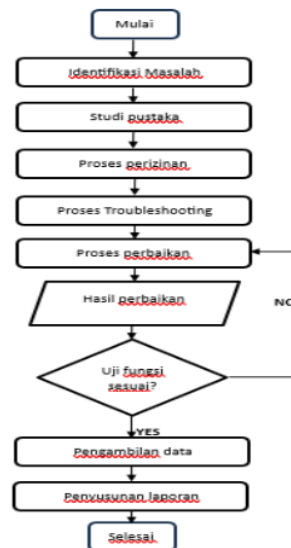 Mulai
Identifikasi Masalah
Studi pustaka
Proses perizinan
Proses Troubleshooting
Proses perbaikan
Hasil perbaikan
NO
Uji fungsi
sesuai?
YES
Pengambilan data
Penyusunan laporan
Selesai